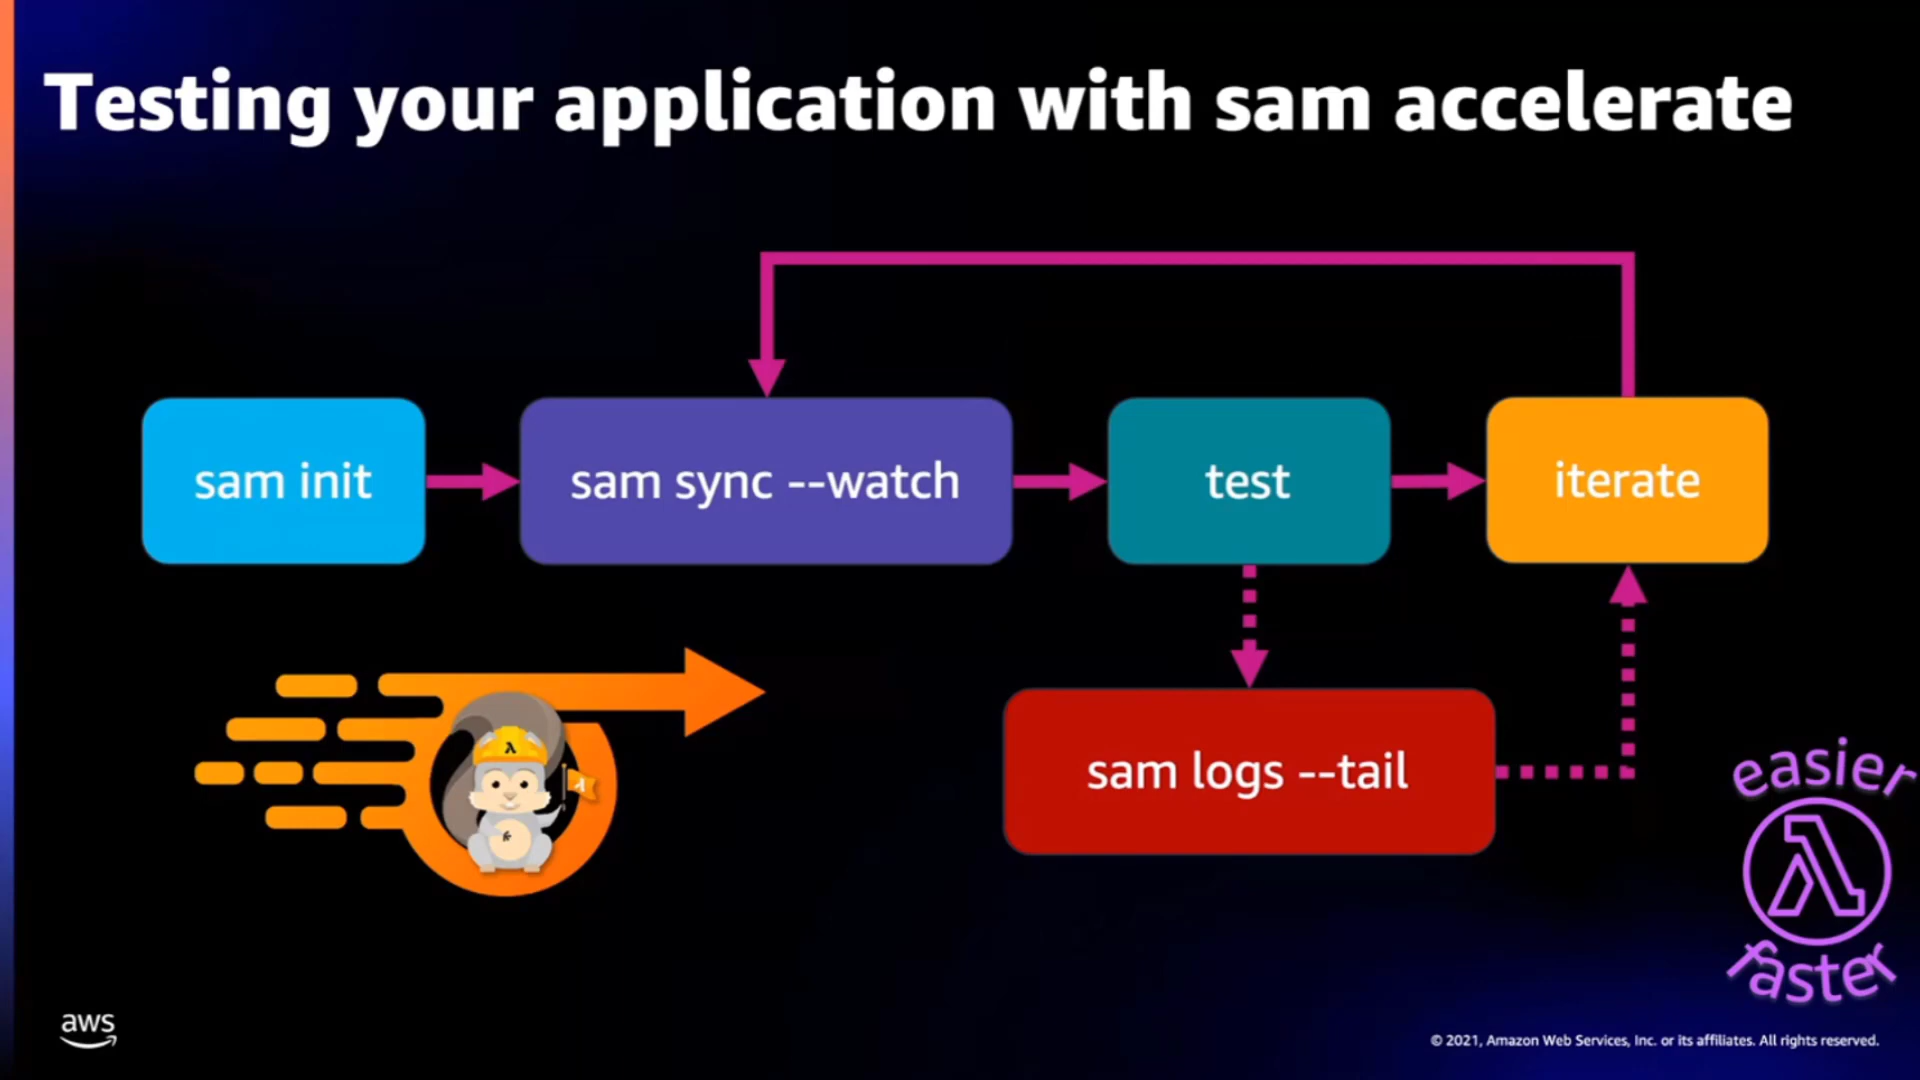 Testing your application with sam accelerate
sam init
sam sync --watch
test
iterate
sam logs --tail
λ
λ
easier
faster
aws
© 2021, Amazon Web Services, Inc. or its affiliates. All rights reserved.